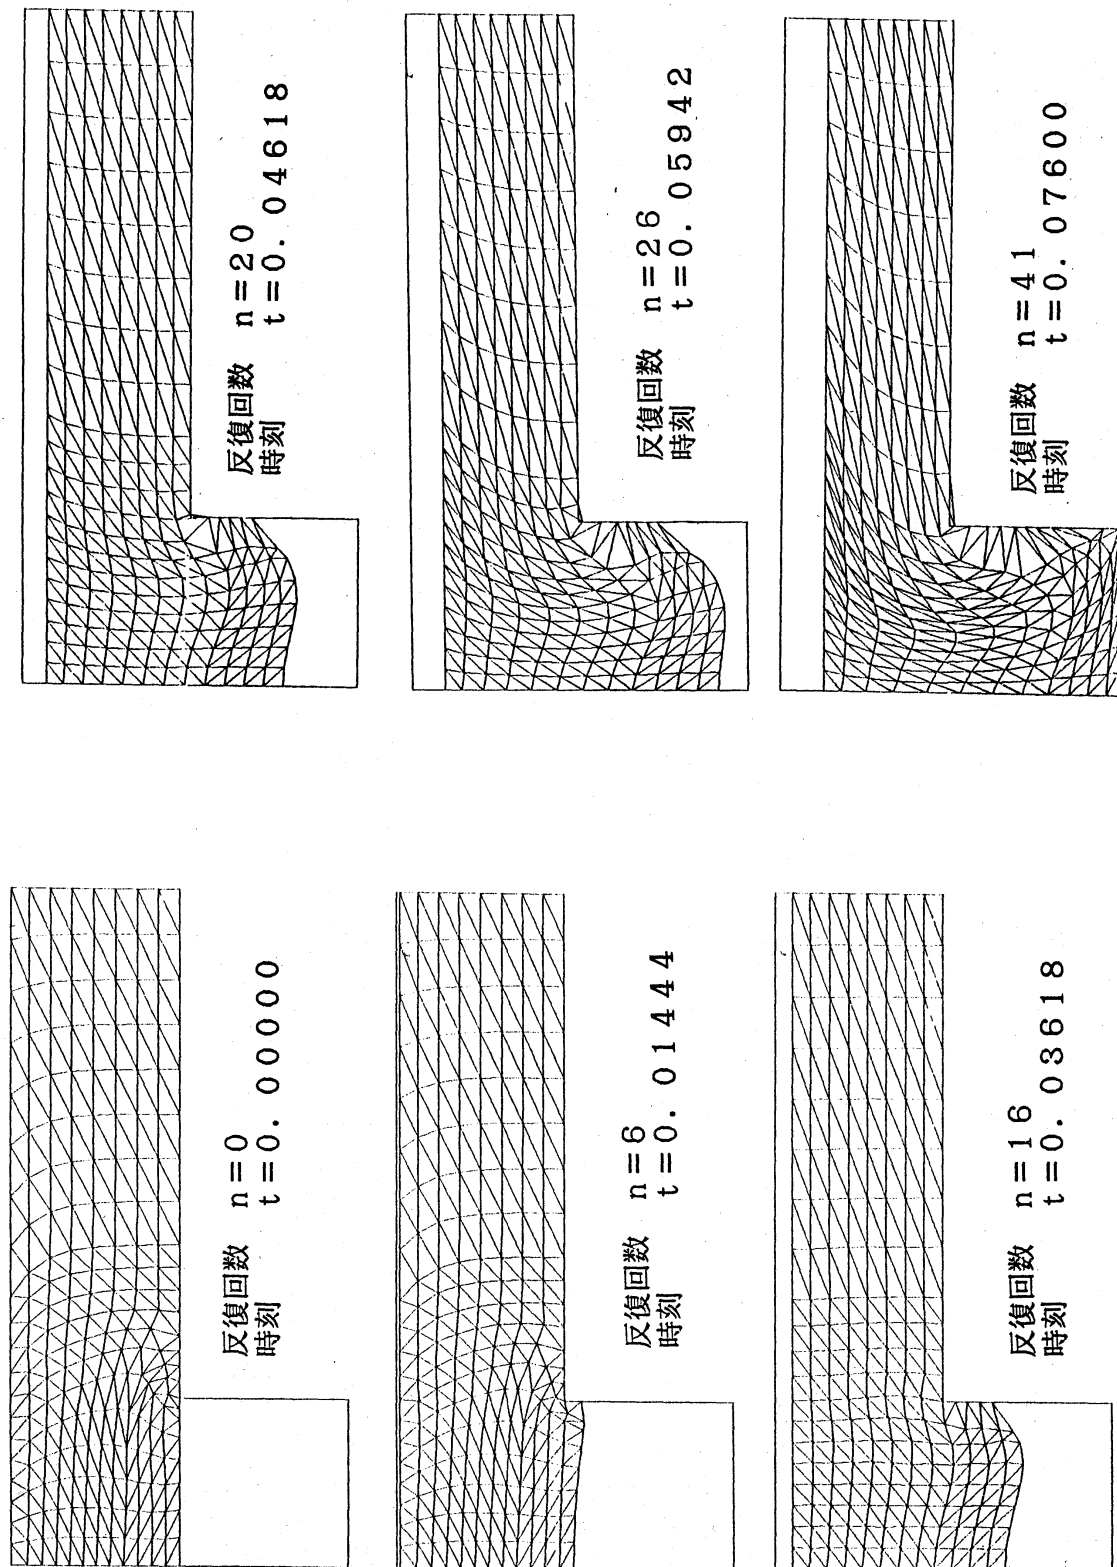 反復回数 n=0
時刻 t=0.00000
反復回数 n=6
時刻 t=0.01444
反復回数 n=16
時刻 t=0.03618
反復回数 n=20
時刻 t=0.04618
反復回数 n=26
時刻 t=0.05942
反復回数 n=41
時刻 t=0.07600